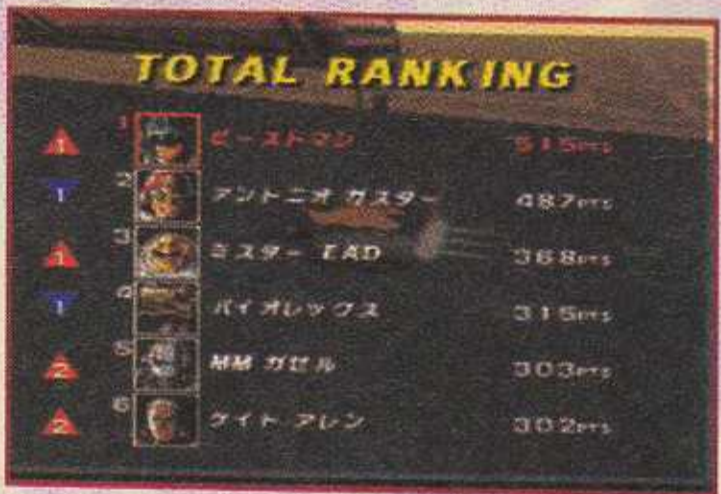 TOTAL RANKING
1 1 ビーストマン 515PTS
1 2 アントニオ ガスター 487PTS
1 3 ミスター EAD 368PTS
1 4 バイオレックス 315PTS
2 5 MM ガゼル 303PTS
2 6 ケイト アレン 302PTS